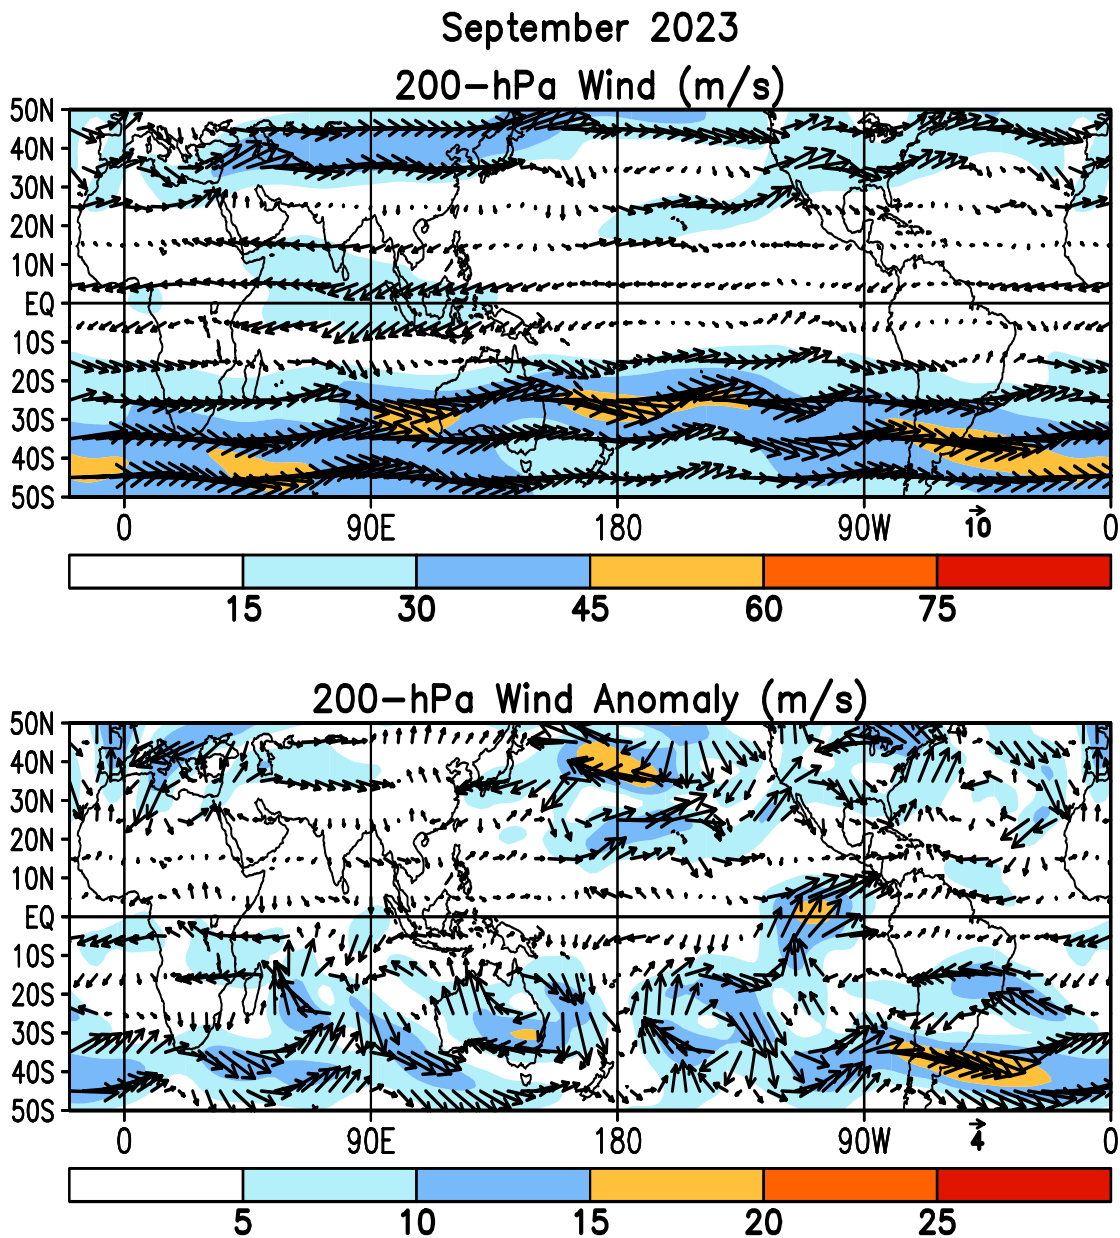 September 2023
200-hPa Wind (m/s)
50N
40N
30N
20N
10N
EQ
10S
20S
30S
40S
50S
0 90E 180 90W 10 0
15 30 45 60 75
200-hPa Wind Anomaly (m/s)
50N
40N
30N
20N
10N
EQ
10S
20S
30S
40S
50S
0 90E 180 90W 4 0
5 10 15 20 25